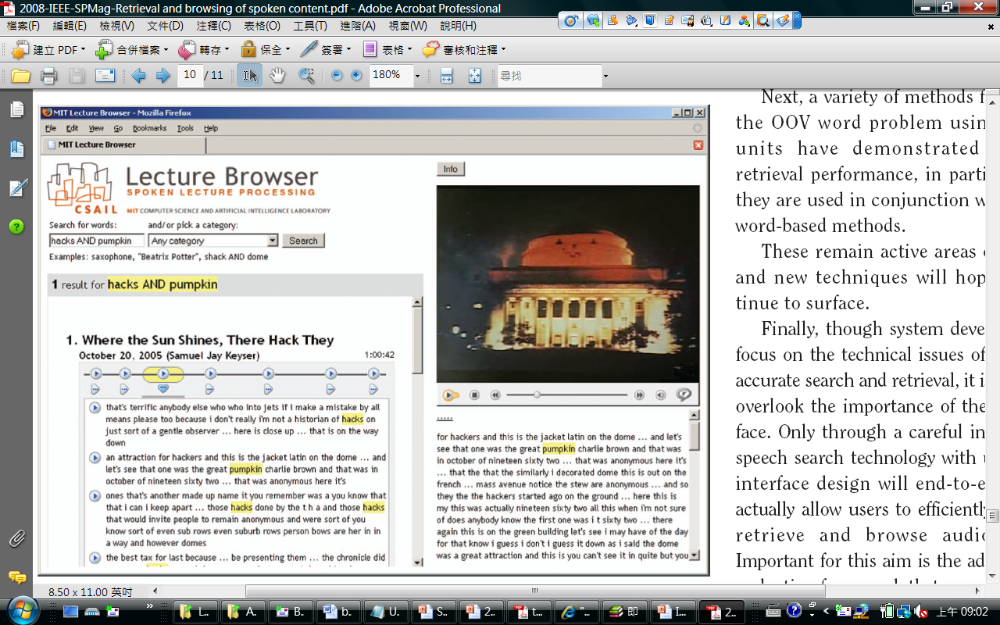 2008-IEEE-SPMag-Retrieval and browsing of spoken content.pdf - Adobe Acrobat Professional
檔案(F) 編輯(E) 檢視(V) 文件(D) 注釋(C) 表格(O) 工具(T) 進階(A) 視窗(W) 說明(H)
建立 PDF 合併檔案 轉存 保全 簽署 表格 審核和注釋
10 / 11 180% 尋找
MIT Lecture Browser - Mozilla Firefox
File Edit View Go Bookmarks Tools Help
MIT Lecture Browser
Lecture Browser
SPOKEN LECTURE PROCESSING
CSAIL MIT COMPUTER SCIENCE AND ARTIFICIAL INTELLIGENCE LABORATORY
Search for words: and/or pick a category:
hacks AND pumpkin Any category Search
Examples: saxophone, "Beatrix Potter", shack AND dome
1 result for hacks AND pumpkin
1. Where the Sun Shines, There Hack They
October 20, 2005 (Samuel Jay Keyser) 1:00:42
that's terrific anybody else who who into jets if i make a mistake by all
means please too because i don't really i'm not a historian of hacks on
just sort of a gentle observer ... here is close up ... that is on the way
down
an attraction for hackers and this is the jacket latin on the dome ... and
let's see that one was the great pumpkin charlie brown and that was in
october of nineteen sixty two ... that was anonymous here it's
ones that's another made up name it you remember was a you know that
that i can i keep apart ... those hacks done by the t h a and those hacks
that would invite people to remain anonymous and were sort of you
know sort of even sub rows even suburb rows person bows are her in in
a way and however domes
the best tax for last because ... be presenting them ... the chronicle did
Info
for hackers and this is the jacket latin on the dome ... and let's
see that one was the great pumpkin charlie brown and that was
in october of nineteen sixty two ... that was anonymous here it's
... that the that the similarly i decorated dome this is out on the
french ... mass avenue notice the stew are anonymous ... and so
they the the hackers started ago on the ground ... here this is
my this was actually nineteen sixty two all this when i'm not sure
of does anybody know the first one was i t sixty two ... there
again this is on the green building let's see i may have of the day
for that know i guess i don't i guess it down as i said the dome
was a great attraction and this is you can't see it in quite but you
Next, a variety of methods f
the OOV word problem usin
units have demonstrated
retrieval performance, in parti
they are used in conjunction w
word-based methods.
These remain active areas
and new techniques will hop
tinue to surface.
Finally, though system deve
focus on the technical issues of
accurate search and retrieval, it i
overlook the importance of the
face. Only through a careful in
speech search technology with
interface design will end-to-e
actually allow users to efficiently
retrieve and browse audio
Important for this aim is the ad
8.50 x 11.00 英吋
L.. A.. B.. b.. U.. S.. 2.. t.. ".. 即 I.. 2..
上午 09:02